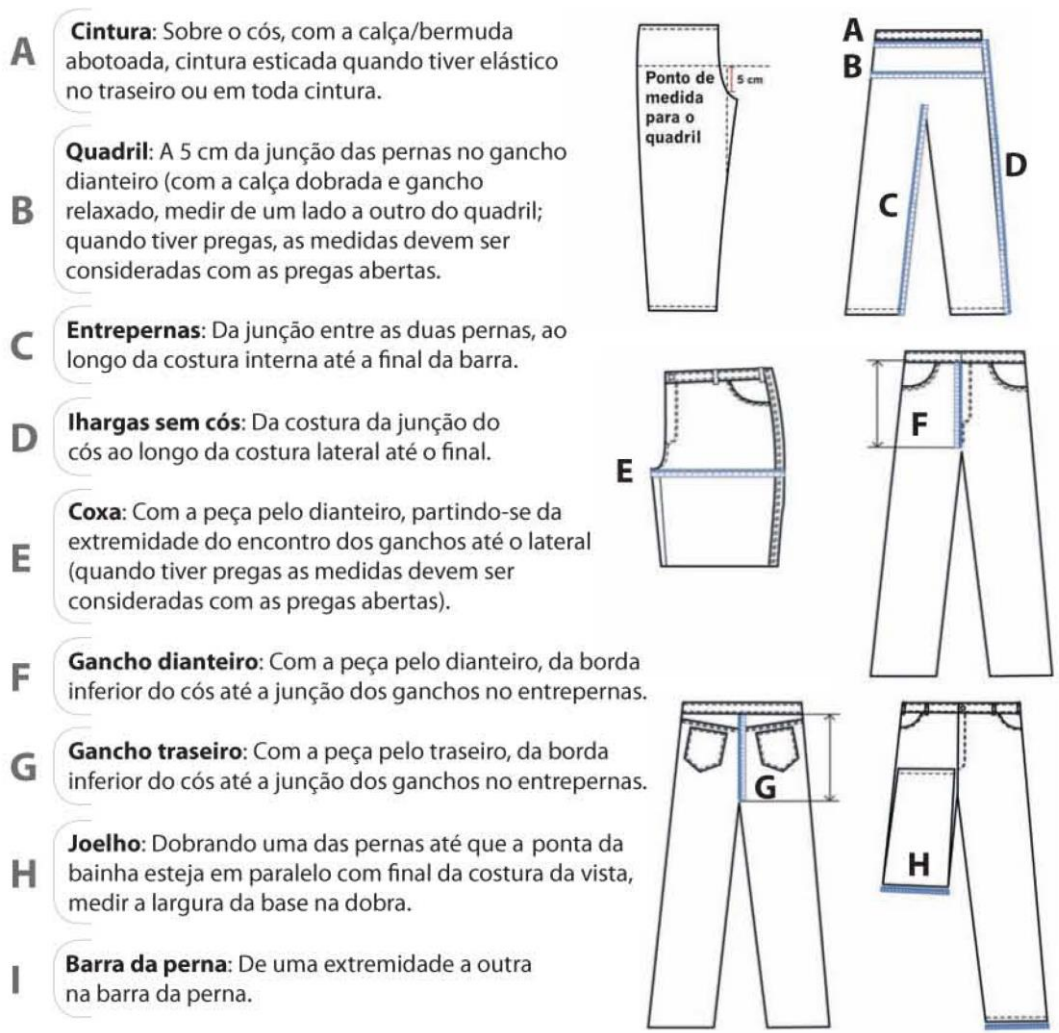 A
Cintura: Sobre o cós, com a calça/bermuda
abotoada, cintura esticada quando tiver elástico
no traseiro ou em toda cintura.
B
Quadril: A 5 cm da junção das pernas no gancho
dianteiro (com a calça dobrada e gancho
relaxado, medir de um lado a outro do quadril;
quando tiver pregas, as medidas devem ser
consideradas com as pregas abertas.
C
Entrepernas: Da junção entre as duas pernas, ao
longo da costura interna até a final da barra.
D
Ihargas sem cós: Da costura da junção do
cós ao longo da costura lateral até o final.
E
Coxa: Com a peça pelo dianteiro, partindo-se da
extremidade do encontro dos ganchos até o lateral
(quando tiver pregas as medidas devem ser
consideradas com as pregas abertas).
F
Gancho dianteiro: Com a peça pelo dianteiro, da borda
inferior do cós até a junção dos ganchos no entrepernas.
G
Gancho traseiro: Com a peça pelo traseiro, da borda
inferior do cós até a junção dos ganchos no entrepernas.
H
Joelho: Dobrando uma das pernas até que a ponta da
bainha esteja em paralelo com final da costura da vista,
medir a largura da base na dobra.
I
Barra da perna: De uma extremidade a outra
na barra da perna.
Ponto de
medida
para o
quadril
5 cm
A
B
C
D
E
F
G
H